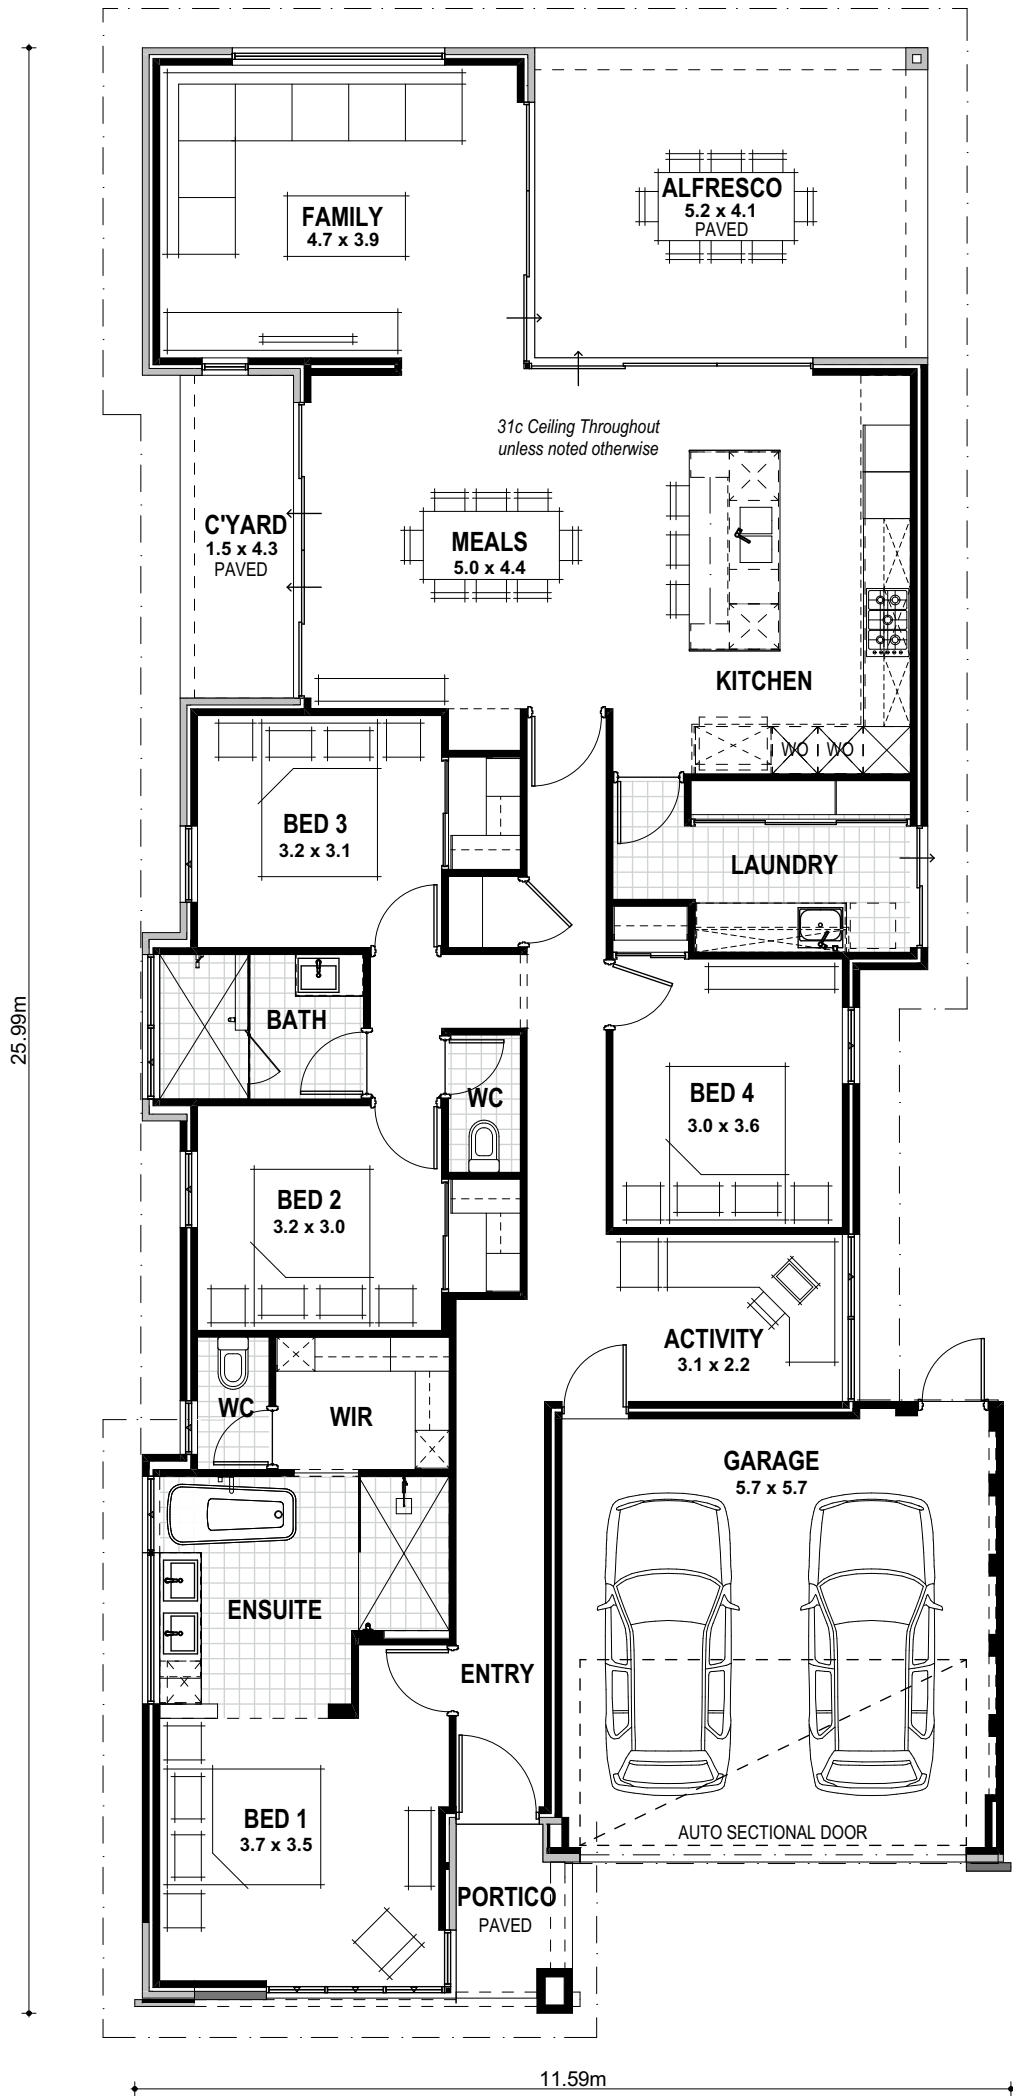 FAMILY
4.7 x 3.9
ALFRESCO
5.2 x 4.1
PAVED
31c Ceiling Throughout
unless noted otherwise
C'YARD
1.5 x 4.3
PAVED
MEALS
5.0 x 4.4
KITCHEN
WO WO
BED 3
3.2 x 3.1
LAUNDRY
BATH
WC
BED 4
3.0 x 3.6
25.99m
BED 2
3.2 x 3.0
ACTIVITY
3.1 x 2.2
WC
WIR
GARAGE
5.7 x 5.7
ENSUITE
ENTRY
BED 1
3.7 x 3.5
AUTO SECTIONAL DOOR
PORTICO
PAVED
11.59m